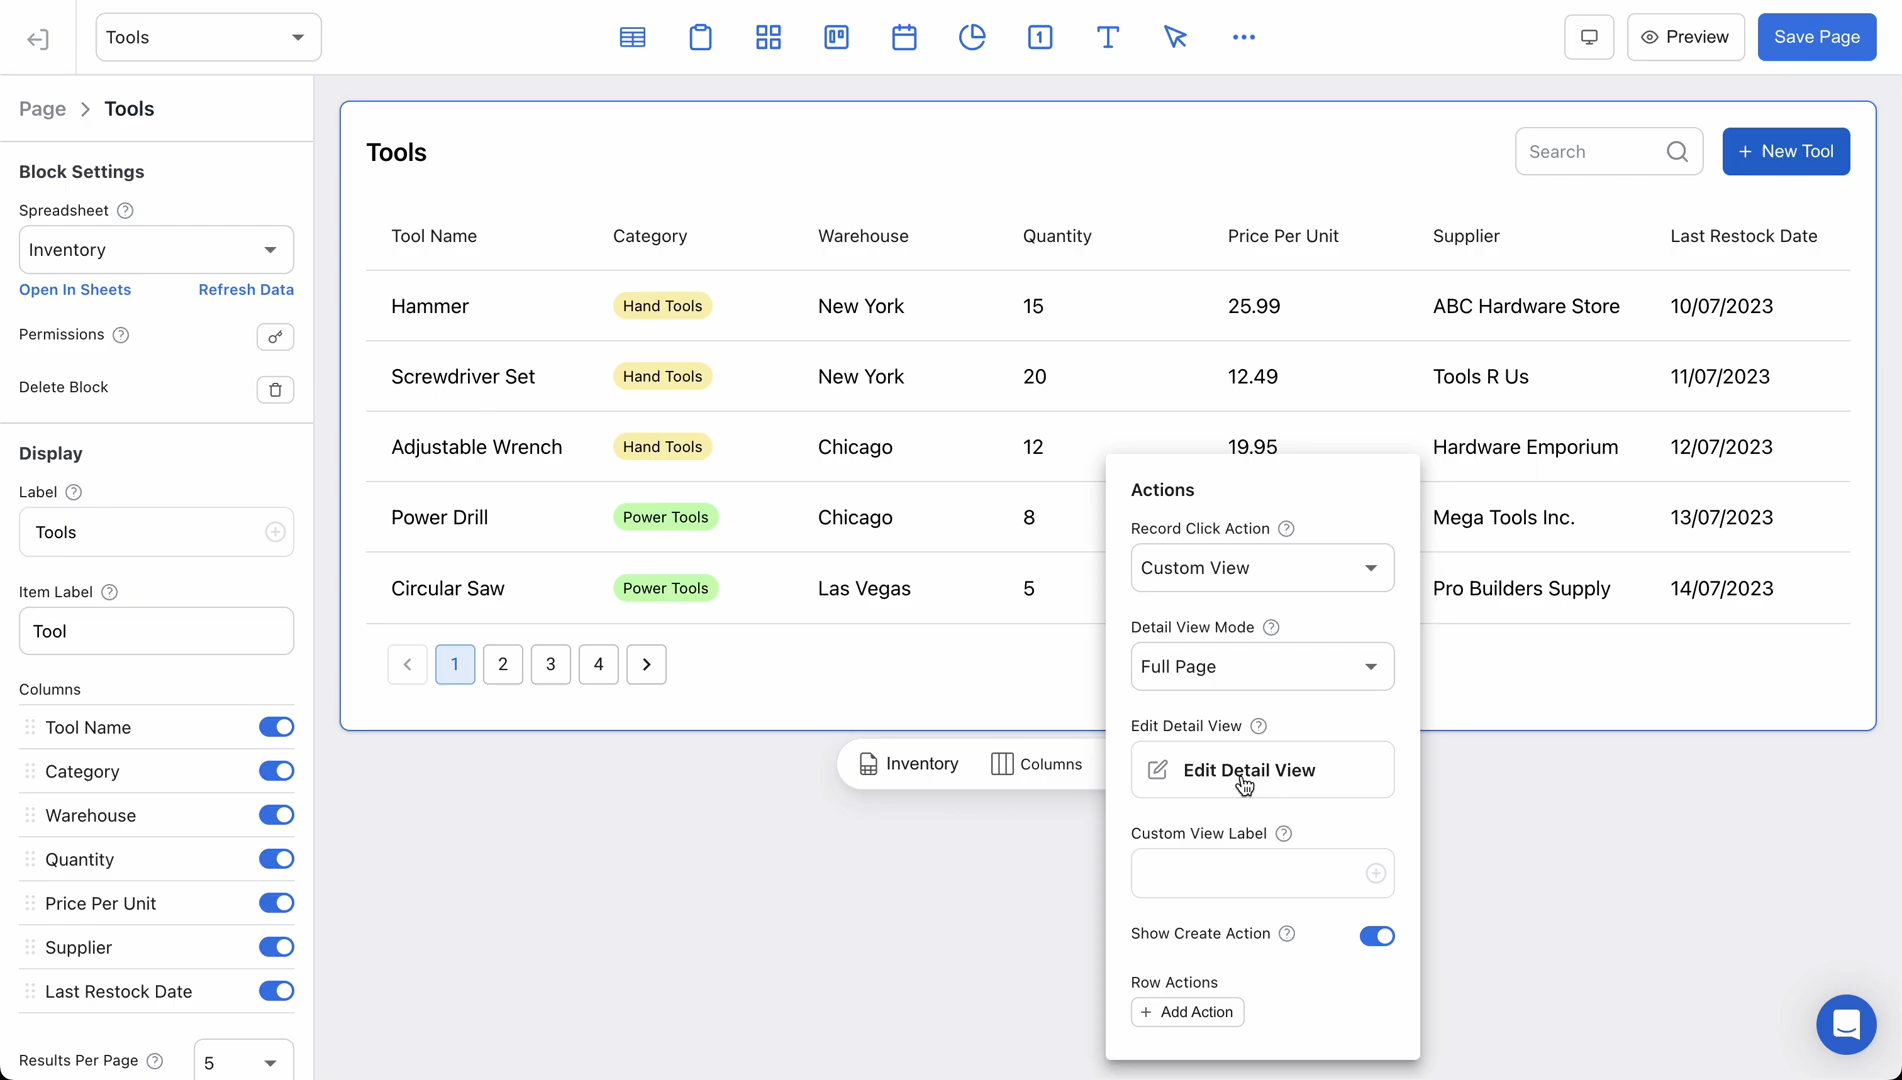 Tools
1
T
Preview
Save Page
Page > Tools
Block Settings
Spreadsheet ?
Inventory
Open In Sheets
Refresh Data
Permissions ?
Delete Block
Display
Label ?
Tools
Item Label ?
Tool
Columns
Tool Name
Category
Warehouse
Quantity
Price Per Unit
Supplier
Last Restock Date
Results Per Page ?
5
Tools
Search
+ New Tool
Tool Name Category Warehouse Quantity Price Per Unit Supplier Last Restock Date
Hammer Hand Tools New York 15 25.99 ABC Hardware Store 10/07/2023
Screwdriver Set Hand Tools New York 20 12.49 Tools R Us 11/07/2023
Adjustable Wrench Hand Tools Chicago 12 19.95 Hardware Emporium 12/07/2023
Power Drill Power Tools Chicago 8 Mega Tools Inc. 13/07/2023
Circular Saw Power Tools Las Vegas 5 Pro Builders Supply 14/07/2023
< 1 2 3 4 >
Inventory
Columns
Actions
Record Click Action ?
Custom View
Detail View Mode ?
Full Page
Edit Detail View ?
Edit Detail View
Custom View Label ?
Show Create Action ?
Row Actions
+ Add Action